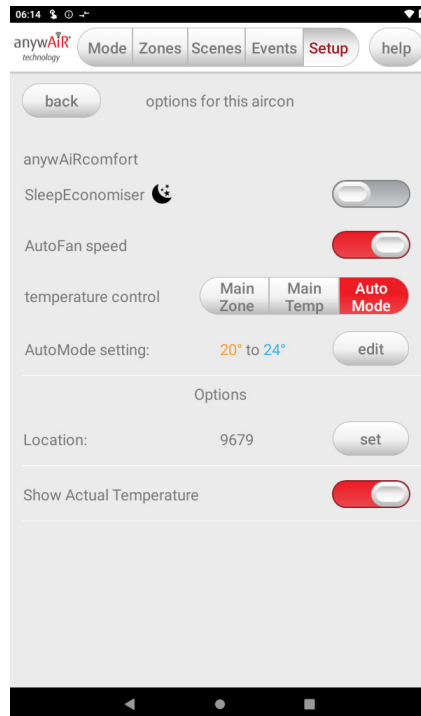 06:14
anywAiR
technology
Mode Zones Scenes Events Setup help
back options for this aircon
anywAiRcomfort
SleepEconomiser
AutoFan speed
temperature control Main Zone Main Temp Auto Mode
AutoMode setting: 20° to 24° edit
Options
Location: 9679 set
Show Actual Temperature